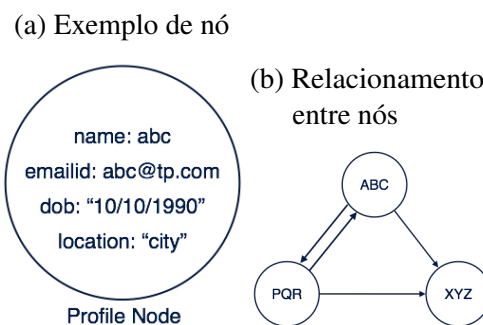 (a) Exemplo de nó
name: abc
emailid: abc@tp.com
dob: “10/10/1990”
location: “city”
Profile Node
(b) Relacionamento
entre nós
ABC
PQR
XYZ